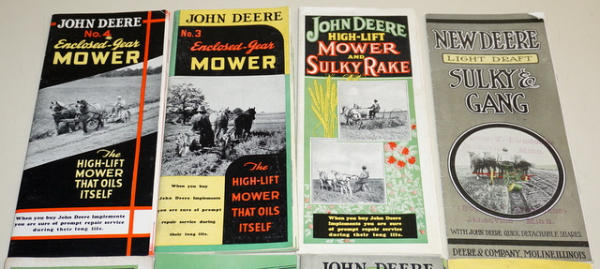 JOHN DEERE
No. 4
Enclosed-Gear
MOWER
The
HIGH-LIFT
MOWER
THAT OILS
ITSELF
When you buy John Deere Implements
you are sure of prompt repair service
during their long life.
JOHN DEERE
No. 3
Enclosed-Gear
MOWER
When you buy
John Deere Implements
you are sure of prompt
repair service during
their long life.
The
HIGH-LIFT
MOWER
THAT OILS
ITSELF
JOHN DEERE
HIGH-LIFT
MOWER
AND
SULKY RAKE
When you buy John Deere Implements
you are sure of prompt repair service
during their long life.
NEW DEERE
LIGHT DRAFT
SULKY &
GANG
WITH JOHN DEERE QUICK DETACHABLE SHARES
DEERE & COMPANY, MOLINE, ILLINOIS
JOHN DEERE